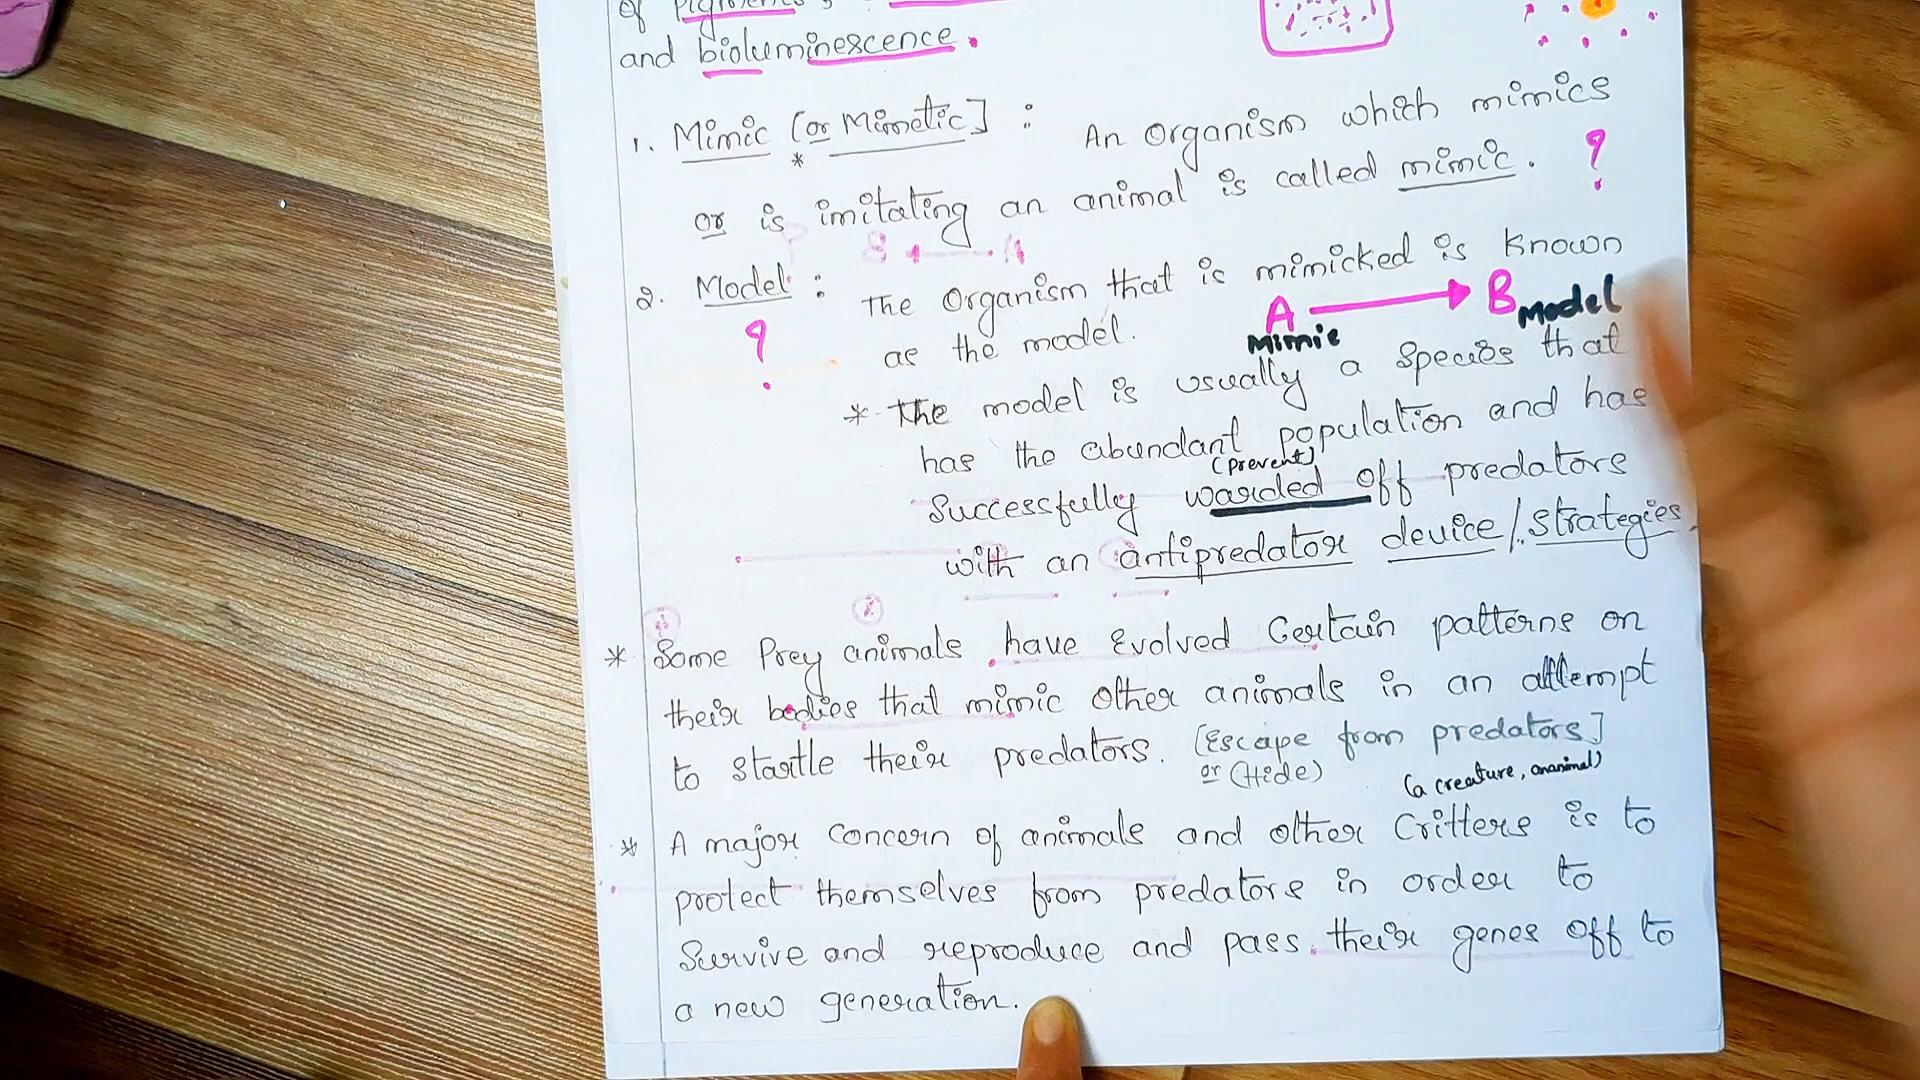 of pigments
and bioluminescence.
1. Mimic [or Mimetic] : An organism which mimics
*
or is imitating an animal is called mimic. ?
2. Model : The organism that is mimicked is known
?
as the model. A → B Model
Mimic
* The model is usually a species that
has the abundant population and has
(prevent)
successfully warded off predators
with an antipredator device/strategies.
* Some Prey animals have evolved certain patterns on
their bodies that mimic other animals in an attempt
to startle their predators. [Escape from predators]
or (Hide)
(a creature, an animal)
* A major concern of animals and other critters is to
protect themselves from predators in order to
survive and reproduce and pass their genes off to
a new generation.